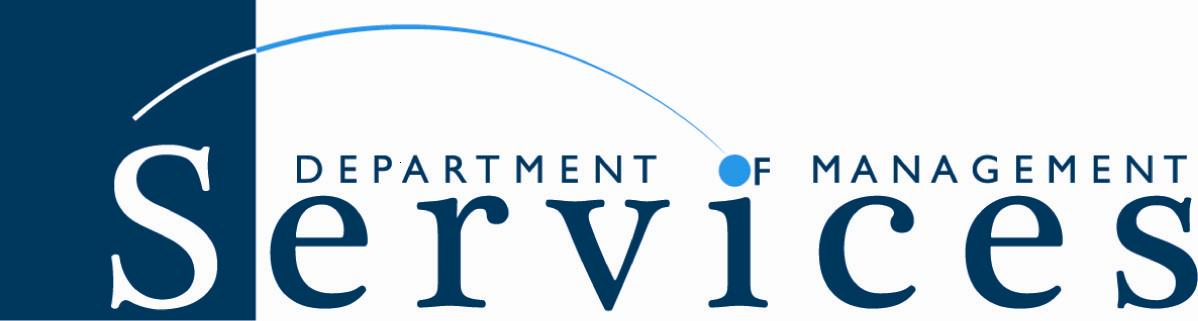 DEPARTMENT OF MANAGEMENT
Services